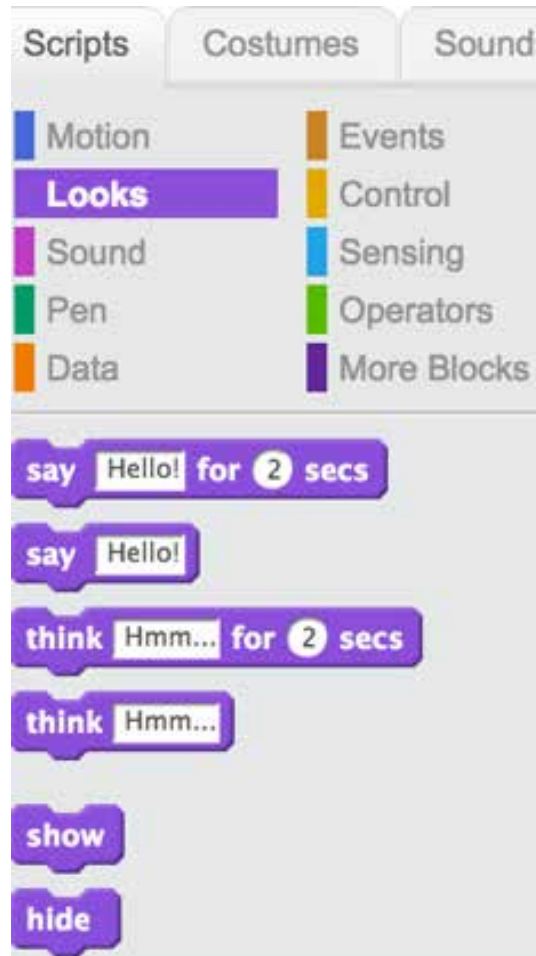 Scripts Costumes Sound
Motion Events
Looks Control
Sound Sensing
Pen Operators
Data More Blocks
say Hello! for 2 secs
say Hello!
think Hmm... for 2 secs
think Hmm...
show
hide